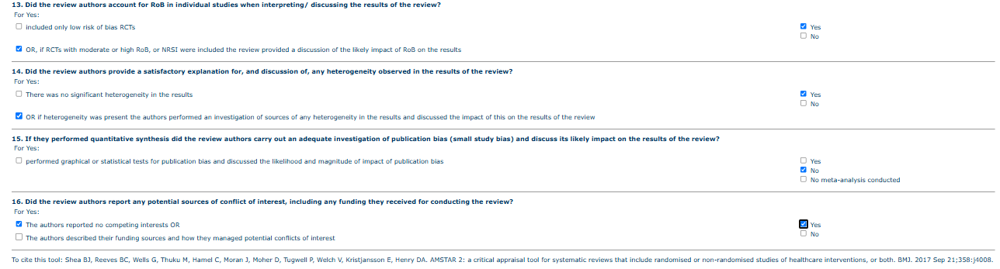 13. Did the review authors account for RoB in individual studies when interpreting/ discussing the results of the review?
For Yes:
included only low risk of bias RCTs
Yes
No
OR, if RCTs with moderate or high RoB, or NRSI were included the review provided a discussion of the likely impact of RoB on the results
14. Did the review authors provide a satisfactory explanation for, and discussion of, any heterogeneity observed in the results of the review?
For Yes:
There was no significant heterogeneity in the results
Yes
No
OR if heterogeneity was present the authors performed an investigation of sources of any heterogeneity in the results and discussed the impact of this on the results of the review
15. If they performed quantitative synthesis did the review authors carry out an adequate investigation of publication bias (small study bias) and discuss its likely impact on the results of the review?
For Yes:
performed graphical or statistical tests for publication bias and discussed the likelihood and magnitude of impact of publication bias
Yes
No
No meta-analysis conducted
16. Did the review authors report any potential sources of conflict of interest, including any funding they received for conducting the review?
For Yes:
The authors reported no competing interests OR
Yes
The authors described their funding sources and how they managed potential conflicts of interest
No
To cite this tool: Shea BJ, Reeves BC, Wells G, Thuku M, Hamel C, Moran J, Moher D, Tugwell P, Welch V, Kristjansson E, Henry DA. AMSTAR 2: a critical appraisal tool for systematic reviews that include randomised or non-randomised studies of healthcare interventions, or both. BMJ. 2017 Sep 21;358:j4008.